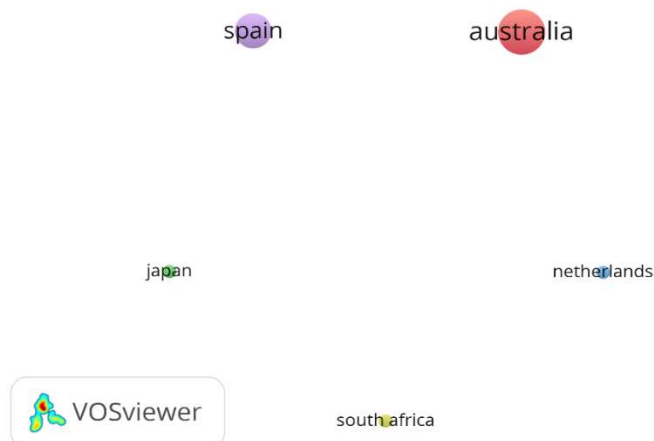 spain
australia
japan
netherlands
VOSviewer
south africa